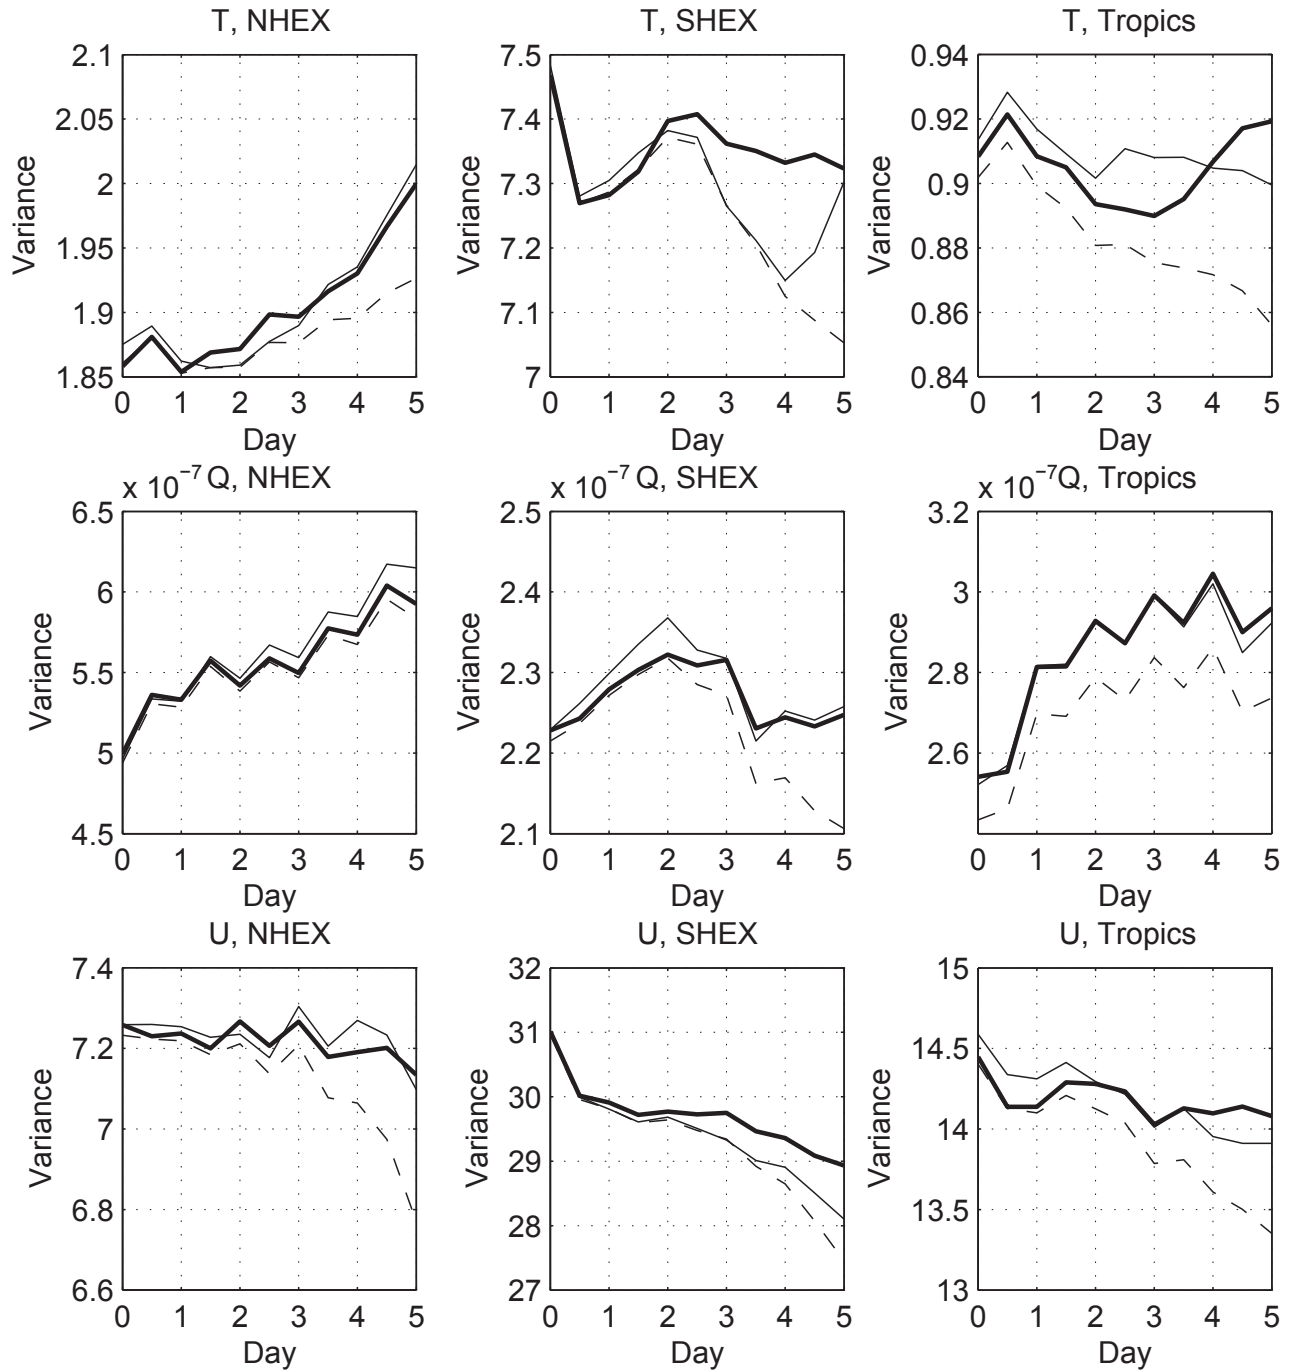 T, NHEX
T, SHEX
T, Tropics
2.1
2.05
2
1.95
1.9
1.85
Variance
0 1 2 3 4 5
Day
7.5
7.4
7.3
7.2
7.1
7
Variance
0 1 2 3 4 5
Day
0.94
0.92
0.9
0.88
0.86
0.84
Variance
0 1 2 3 4 5
Day
x 10⁻⁷ Q, NHEX
x 10⁻⁷ Q, SHEX
x 10⁻⁷ Q, Tropics
6.5
6
5.5
5
4.5
Variance
0 1 2 3 4 5
Day
2.5
2.4
2.3
2.2
2.1
Variance
0 1 2 3 4 5
Day
3.2
3
2.8
2.6
Variance
0 1 2 3 4 5
Day
U, NHEX
U, SHEX
U, Tropics
7.4
7.2
7
6.8
6.6
Variance
0 1 2 3 4 5
Day
32
31
30
29
28
27
Variance
0 1 2 3 4 5
Day
15
14.5
14
13.5
13
Variance
0 1 2 3 4 5
Day